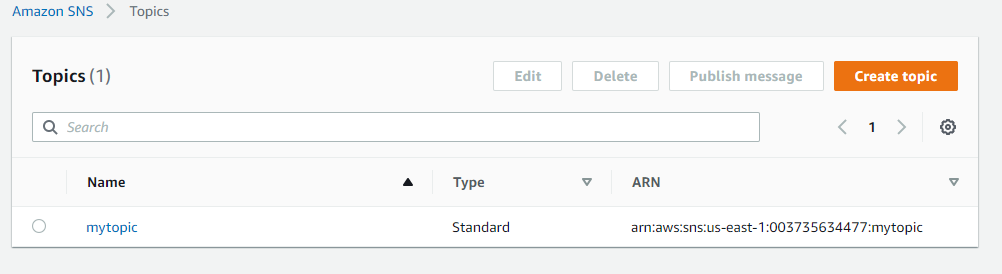 Amazon SNS > Topics
Topics (1)
Edit Delete Publish message Create topic
Search 1
Name Type ARN
mytopic Standard arn:aws:sns:us-east-1:003735634477:mytopic